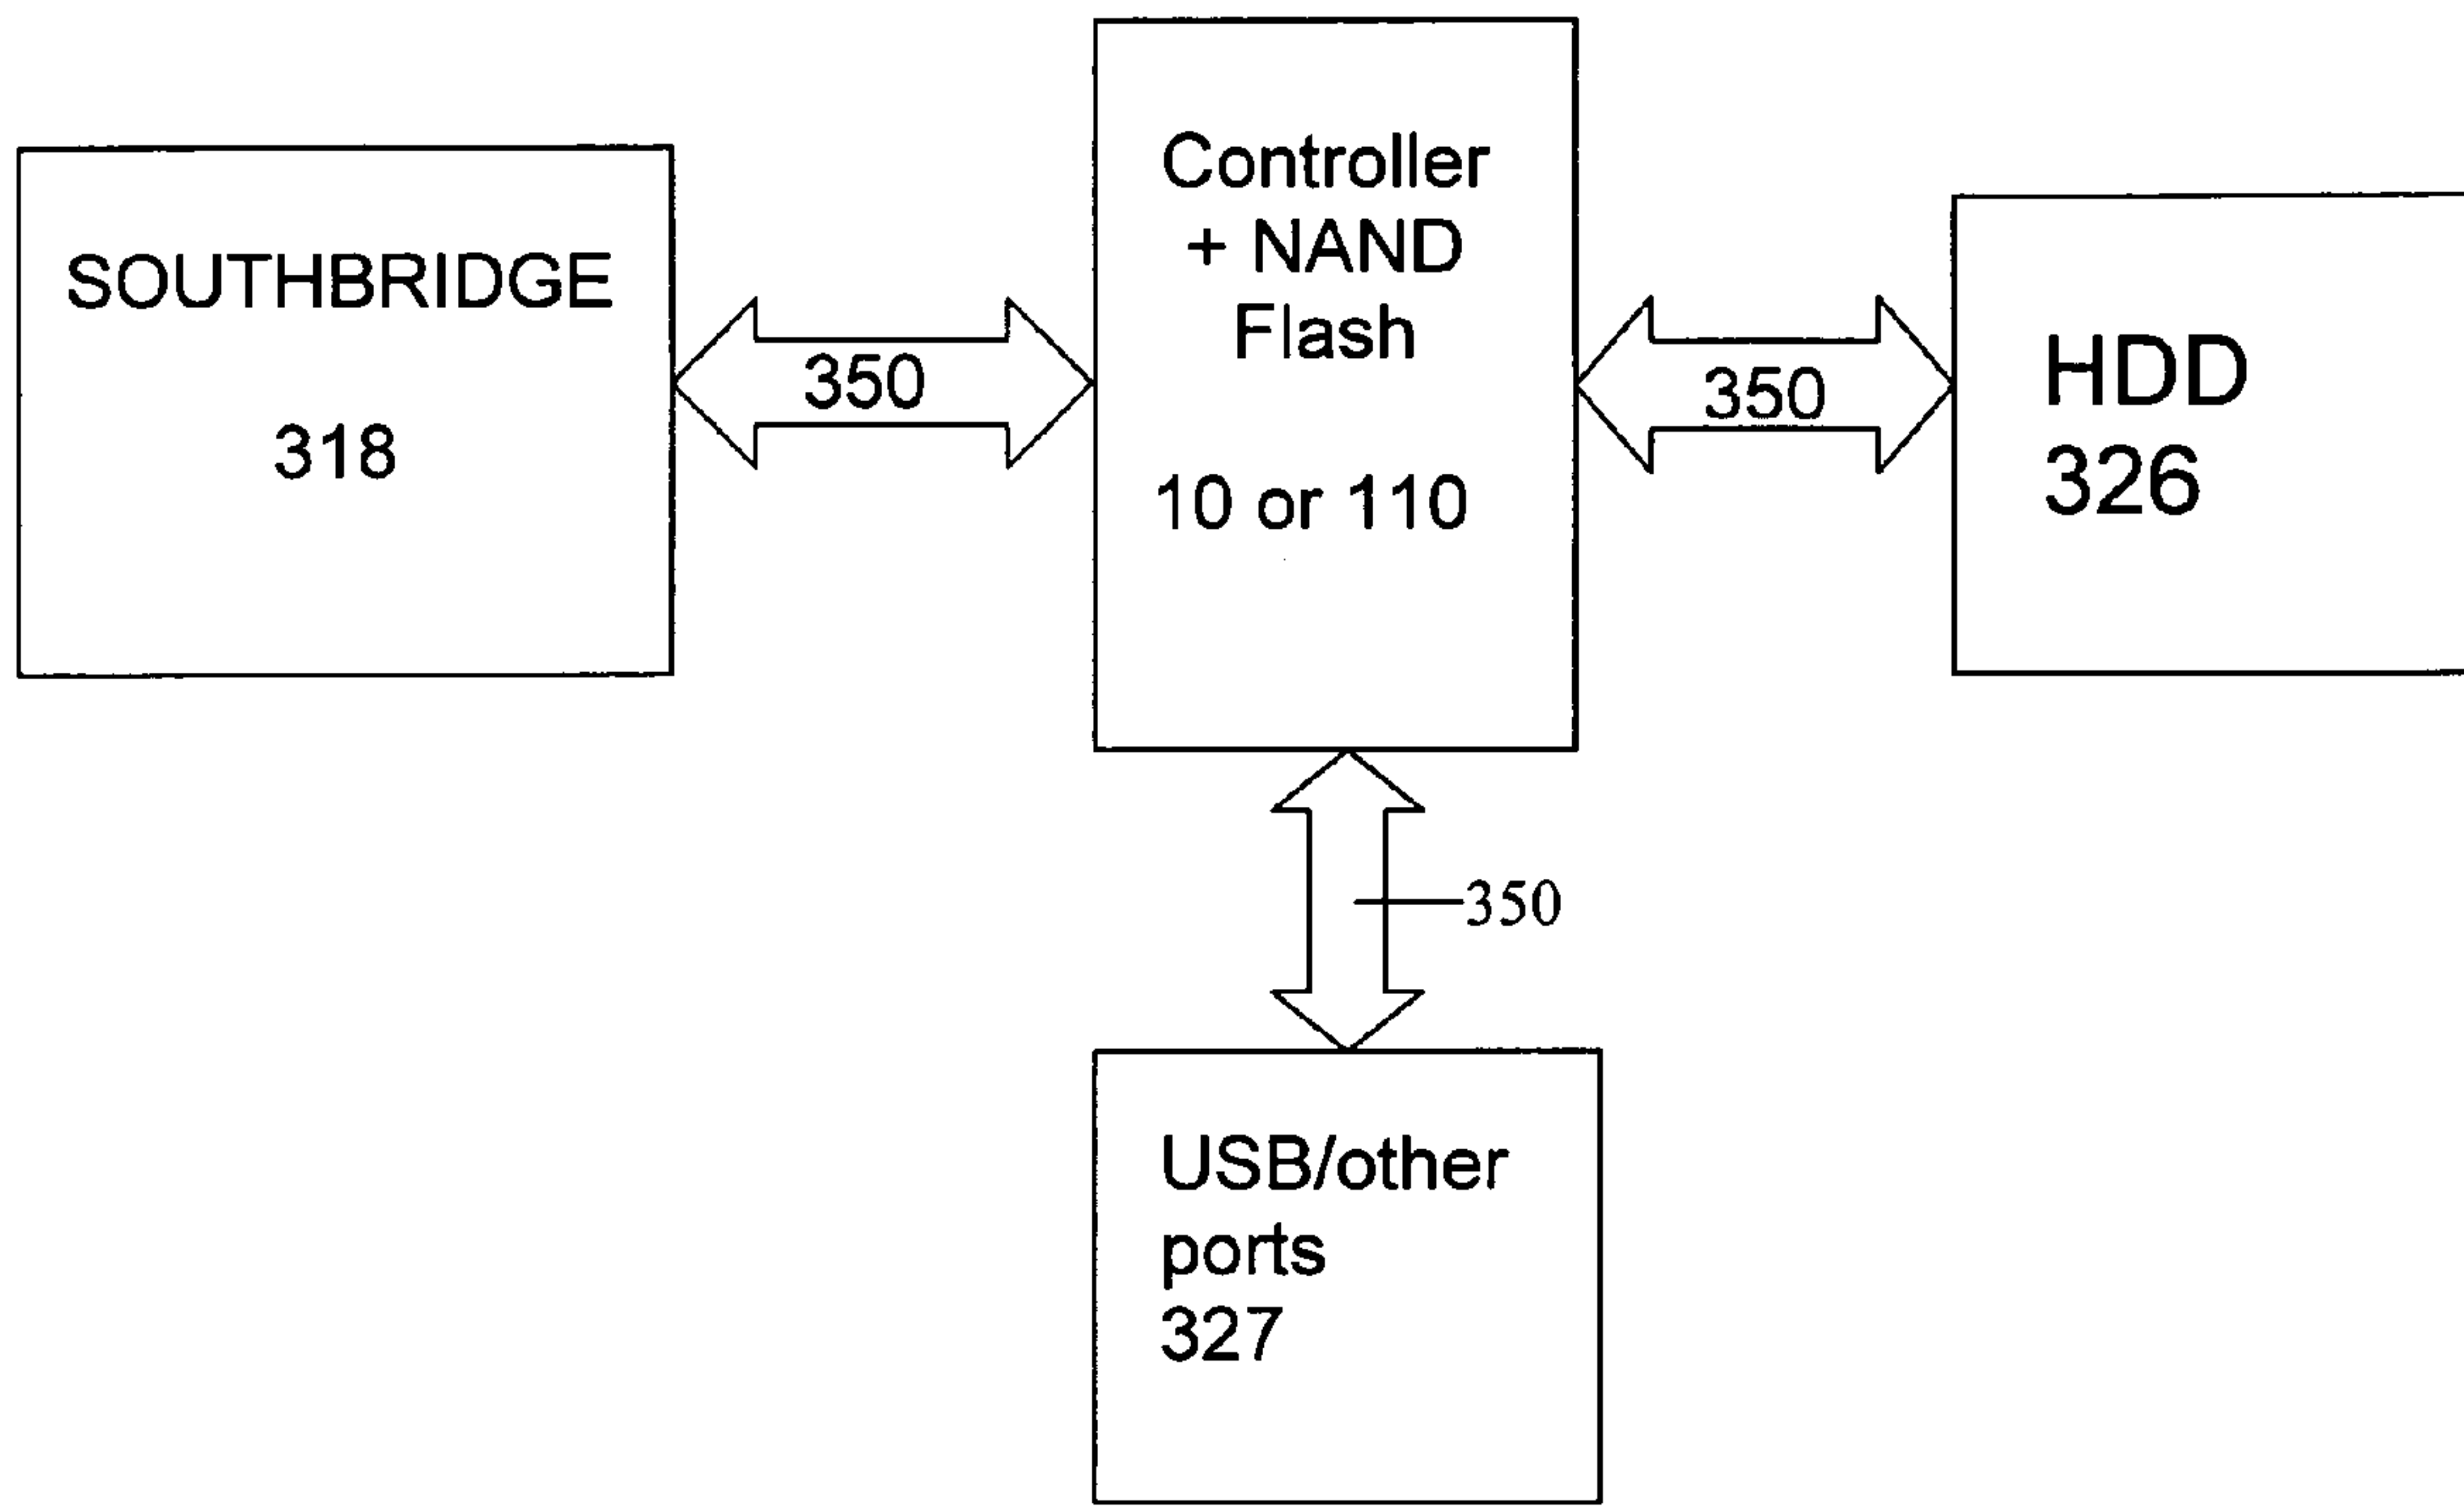 SOUTHBRIDGE
318
350
Controller
+ NAND
Flash
10 or 110
350
HDD
326
350
USB/other
ports
327